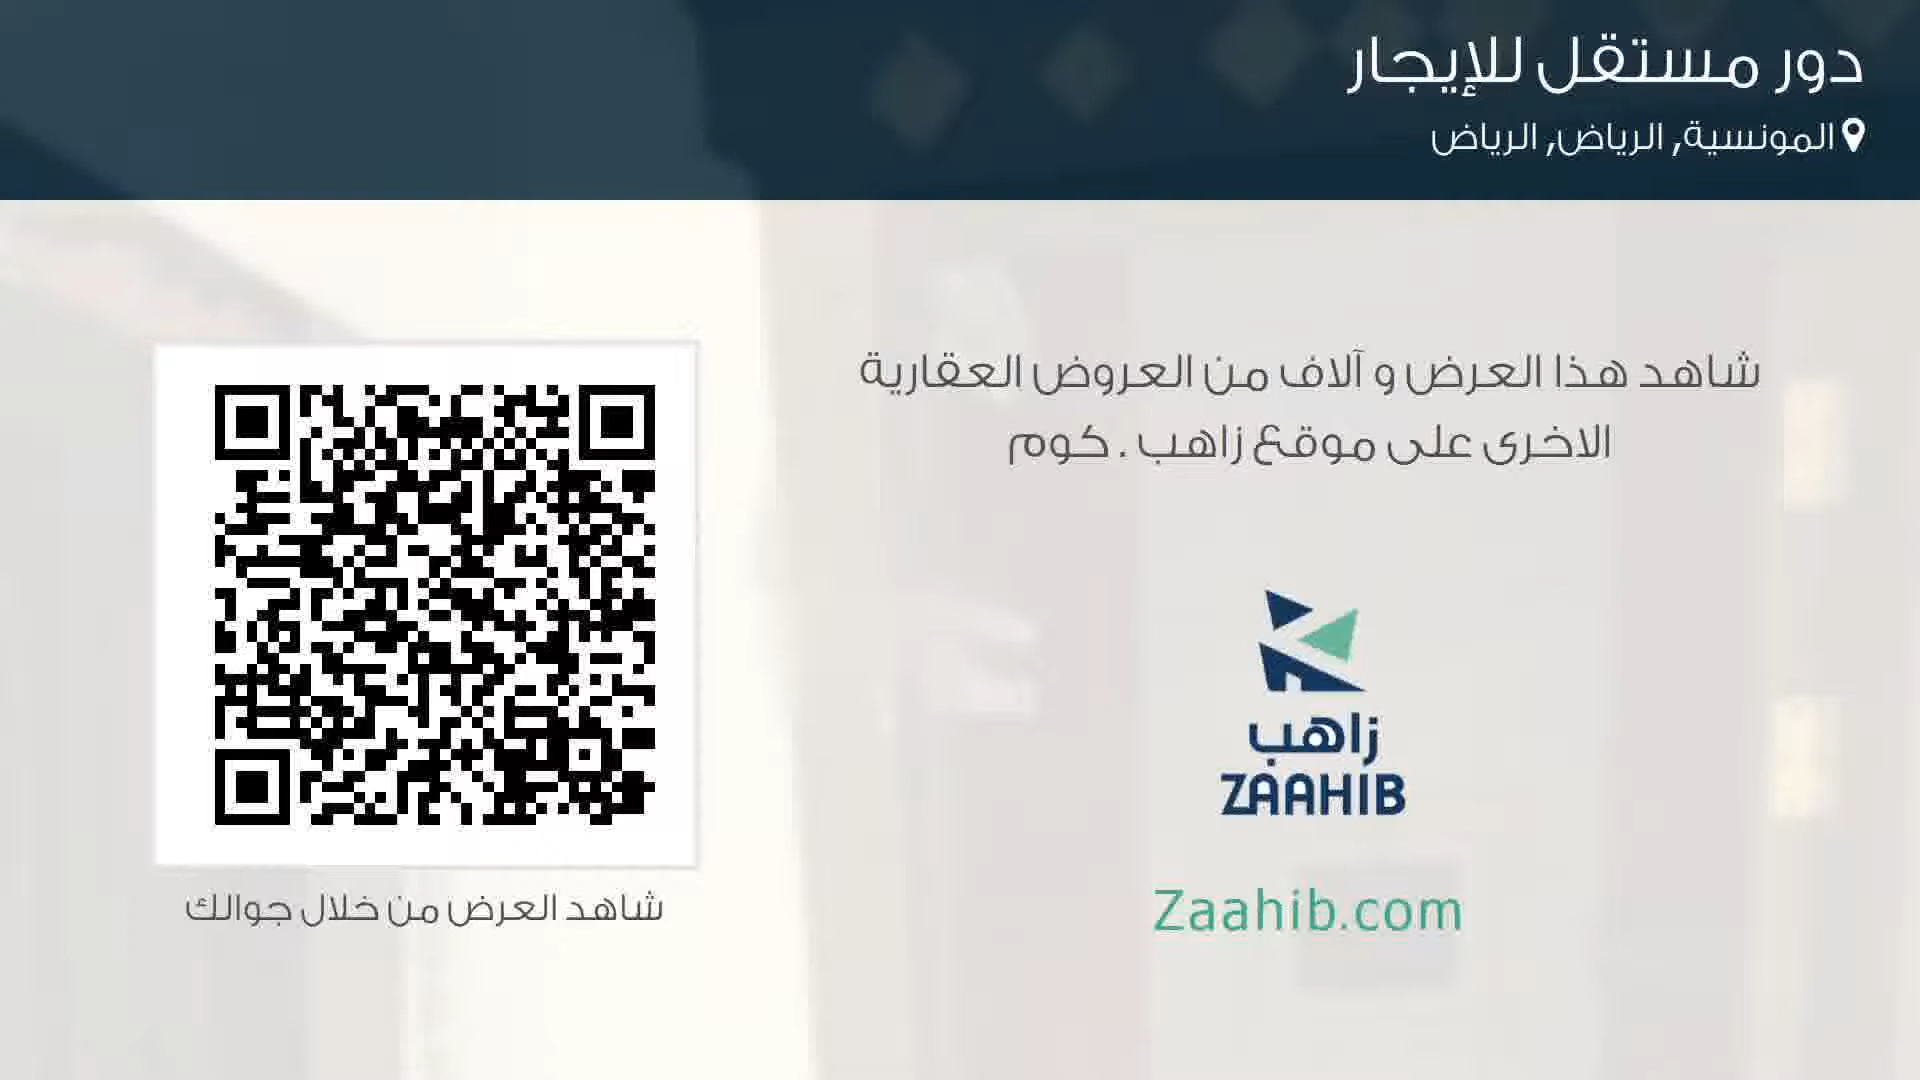 دور مستقل للإيجار
المونسية, الرياض, الرياض
شاهد هذا العرض و آلاف من العروض العقارية
الاخرى على موقع زاهب . كوم
زاهب
ZAAHIB
Zaahib.com
شاهد العرض من خلال جوالك